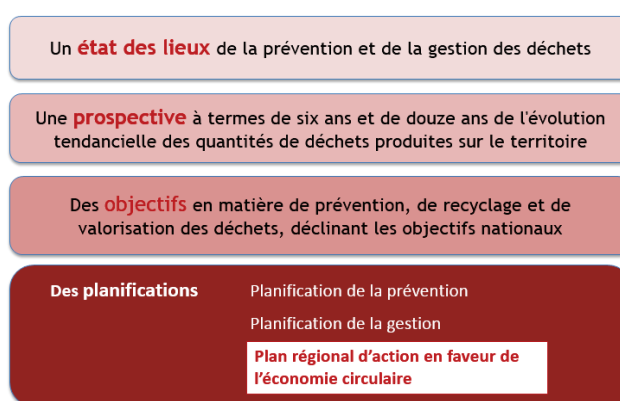 Un état des lieux de la prévention et de la gestion des déchets
Une prospective à termes de six ans et de douze ans de l'évolution
tendancielle des quantités de déchets produites sur le territoire
Des objectifs en matière de prévention, de recyclage et de
valorisation des déchets, déclinant les objectifs nationaux
Des planifications
Planification de la prévention
Planification de la gestion
Plan régional d'action en faveur de
l'économie circulaire